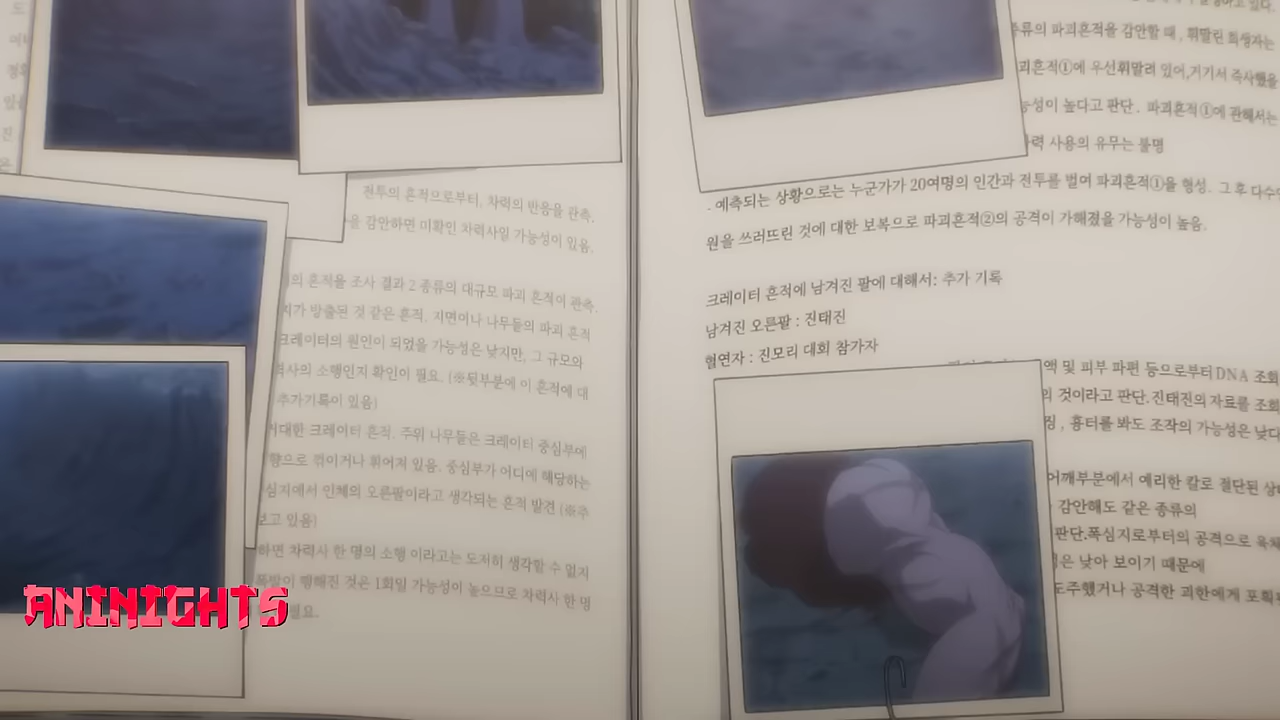 전투의 흔적으로부터, 차력의 반응을 관측.
을 감안하면 미확인 차력사일 가능성이 있음.
의 흔적을 조사 결과 2 종류의 대규모 파괴 흔적이 관측.
가 방출된 것 같은 흔적. 지면이나 나무들의 파괴 흔적
크레이터의 원인이 되었을 가능성은 낮지만, 그 규모와
력사의 소행인지 확인이 필요. (※뒷부분에 이 흔적에 대
추가기록이 있음)
거대한 크레이터 흔적. 주위 나무들은 크레이터 중심부에
향으로 꺾이거나 휘어져 있음. 중심부가 어디에 해당하는
심지에서 인체의 오른팔이라고 생각되는 흔적 발견 (※주
보고 있음)
하면 차력사 한 명의 소행 이라고는 도저히 생각할 수 없지
폭발이 행해진 것은 1회일 가능성이 높으므로 차력사 한 명
필요.
ANINIGHTS
종류의 파괴흔적을 감안할 때, 휘말린 희생자는
괴흔적①에 우선휘말려 있어,거기서 즉사했을
능성이 높다고 판단. 파괴흔적①에 관해서는
력 사용의 유무는 불명
. 예측되는 상황으로는 누군가가 20여명의 인간과 전투를 벌여 파괴흔적①을 형성. 그 후 다수
원을 쓰러뜨린 것에 대한 보복으로 파괴흔적②의 공격이 가해졌을 가능성이 높음.
크레이터 흔적에 남겨진 팔에 대해서: 추가 기록
남겨진 오른팔 : 진태진
혈연자 : 진모리 대회 참가자
액 및 피부 파편 등으로부터 DNA 조회
의 것이라고 판단.진태진의 자료를 조회
징, 흉터를 봐도 조작의 가능성은 낮다
어깨부분에서 예리한 칼로 절단된 상
감안해도 같은 종류의
판단.폭심지로부터의 공격으로 육체
은 낮아 보이기 때문에
도주했거나 공격한 괴한에게 포획